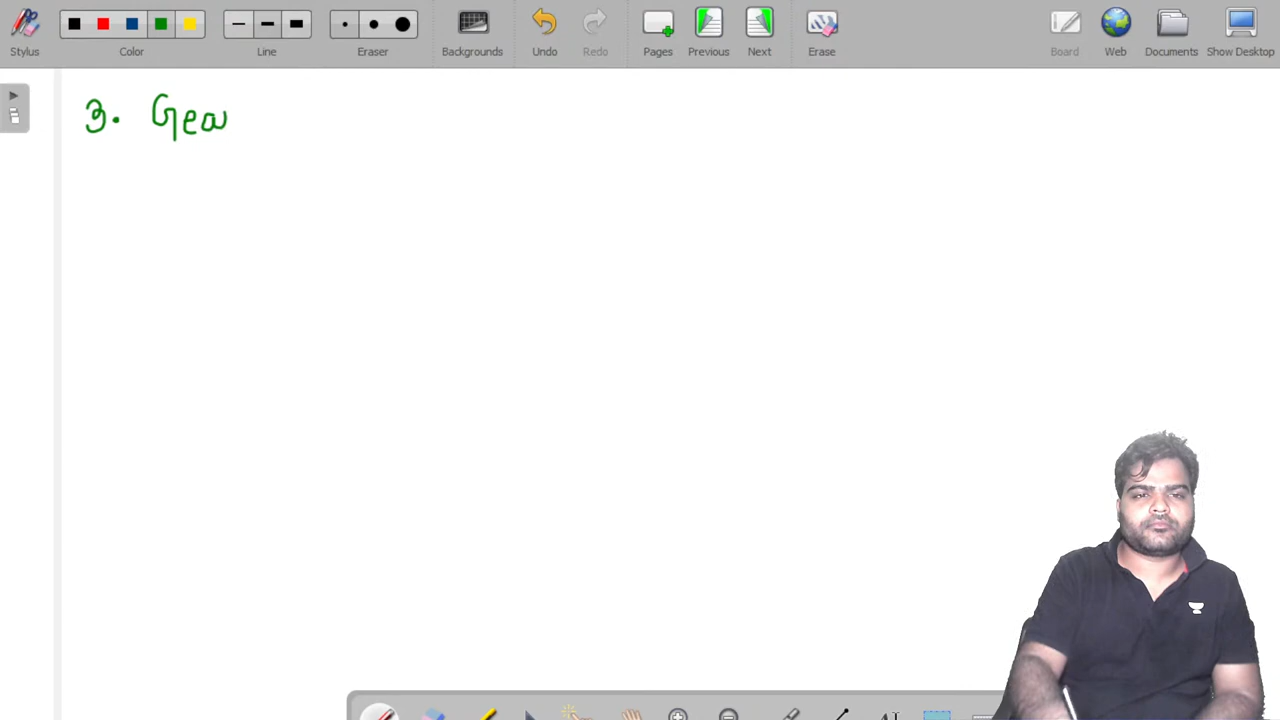 Stylus
Color
Line
Eraser
Backgrounds
Undo
Redo
Pages
Previous
Next
Erase
Board
Web
Documents
Show Desktop
3. Gea